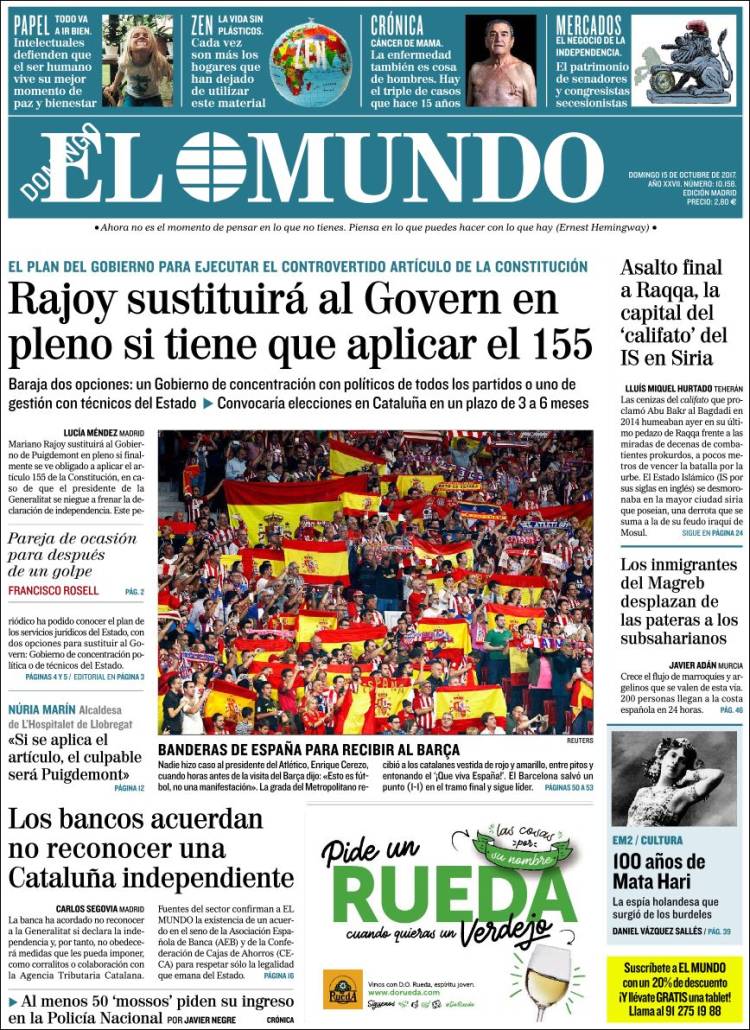 PAPEL TODO VA
A IR BIEN.
Intelectuales
defienden que
el ser humano
vive su mejor
momento de
paz y bienestar
ZEN LA VIDA SIN
PLÁSTICOS.
Cada vez
son más los
hogares que
han dejado
de utilizar
este material
ZEN
CRÓNICA
CÁNCER DE MAMA.
La enfermedad
también es cosa
de hombres. Hay
el triple de casos
que hace 15 años
MERCADOS
EL NEGOCIO DE LA
INDEPENDENCIA.
El patrimonio
de senadores
y congresistas
secesionistas
DOMINGO
EL MUNDO
DOMINGO 15 DE OCTUBRE DE 2017.
AÑO XXVII. NÚMERO: 10.158.
EDICIÓN MADRID
PRECIO: 2,80 €
• Ahora no es el momento de pensar en lo que no tienes. Piensa en lo que puedes hacer con lo que hay (Ernest Hemingway) •
EL PLAN DEL GOBIERNO PARA EJECUTAR EL CONTROVERTIDO ARTÍCULO DE LA CONSTITUCIÓN
Rajoy sustituirá al Govern en
pleno si tiene que aplicar el 155
Baraja dos opciones: un Gobierno de concentración con políticos de todos los partidos o uno de
gestión con técnicos del Estado ▶ Convocaría elecciones en Cataluña en un plazo de 3 a 6 meses
LUCÍA MÉNDEZ MADRID
Mariano Rajoy sustituirá al Gobier-
no de Puigdemont en pleno si final-
mente se ve obligado a aplicar el ar-
tículo 155 de la Constitución, en ca-
so de que el presidente de la
Generalitat se niegue a frenar la de-
claración de independencia. Este pe-
Pareja de ocasión
para después
de un golpe
FRANCISCO ROSELL PÁG. 2
riódico ha podido conocer el plan de
los servicios jurídicos del Estado, con
dos opciones para sustituir al Go-
vern: Gobierno de concentración po-
lítica o de técnicos del Estado.
PÁGINAS 4 Y 5 / EDITORIAL EN PÁGINA 3
NÚRIA MARÍN Alcaldesa
de L'Hospitalet de Llobregat
«Si se aplica el
artículo, el culpable
será Puigdemont»
PÁGINA 12
REUTERS
BANDERAS DE ESPAÑA PARA RECIBIR AL BARÇA
Nadie hizo caso al presidente del Atlético, Enrique Cerezo,
cuando horas antes de la visita del Barça dijo: «Esto es fút-
bol, no una manifestación». La grada del Metropolitano re-
cibió a los catalanes vestida de rojo y amarillo, entre pitos y
entonando el '¡Que viva España!'. El Barcelona salvó un
punto (1-1) en el tramo final y sigue líder. PÁGINAS 50 A 53
Asalto final
a Raqqa, la
capital del
'califato' del
IS en Siria
LLUÍS MIQUEL HURTADO TEHERÁN
Las cenizas del califato que pro-
clamó Abu Bakr al Bagdadi en
2014 humeaban ayer en su últi-
mo pedazo de Raqqa frente a las
miradas de decenas de comba-
tientes prokurdos, a pocos me-
tros de vencer la batalla por la
urbe. El Estado Islámico (IS por
sus siglas en inglés) se desmoro-
naba en la mayor ciudad siria
que poseían, una derrota que se
suma a la de su feudo iraquí de
Mosul. SIGUE EN PÁGINA 24
Los inmigrantes
del Magreb
desplazan de
las pateras a los
subsaharianos
JAVIER ADÁN MURCIA
Crece el flujo de marroquíes y ar-
gelinos que se valen de esta vía.
200 personas llegan a la costa
española en 24 horas. PÁG. 46
EM2 / CULTURA
100 años de
Mata Hari
La espía holandesa que
surgió de los burdeles
DANIEL VÁZQUEZ SALLÉS / PÁG. 39
Los bancos acuerdan
no reconocer una
Cataluña independiente
CARLOS SEGOVIA MADRID
La banca ha acordado no reconocer
a la Generalitat si declara la inde-
pendencia y, por tanto, no obedece-
rá medidas que les pueda imponer,
como corralitos o colaboración con
la Agencia Tributaria Catalana.
Fuentes del sector confirman a EL
MUNDO la existencia de un acuer-
do en el seno de la Asociación Espa-
ñola de Banca (AEB) y de la Confe-
deración de Cajas de Ahorros (CE-
CA) para respetar sólo la legalidad
que emana del Estado. PÁGINA 16
▶ Al menos 50 'mossos' piden su ingreso
en la Policía Nacional POR JAVIER NEGRE CRÓNICA
las cosas
por
su nombre
Pide un
RUEDA
cuando quieras un Verdejo
RUEDA
Vinos con D.O. Rueda, espíritu joven.
www.dorueda.com
Síguenos
Suscríbete a EL MUNDO
con un 20% de descuento
¡Y llévate GRATIS una tablet!
Llama al 91 275 19 88